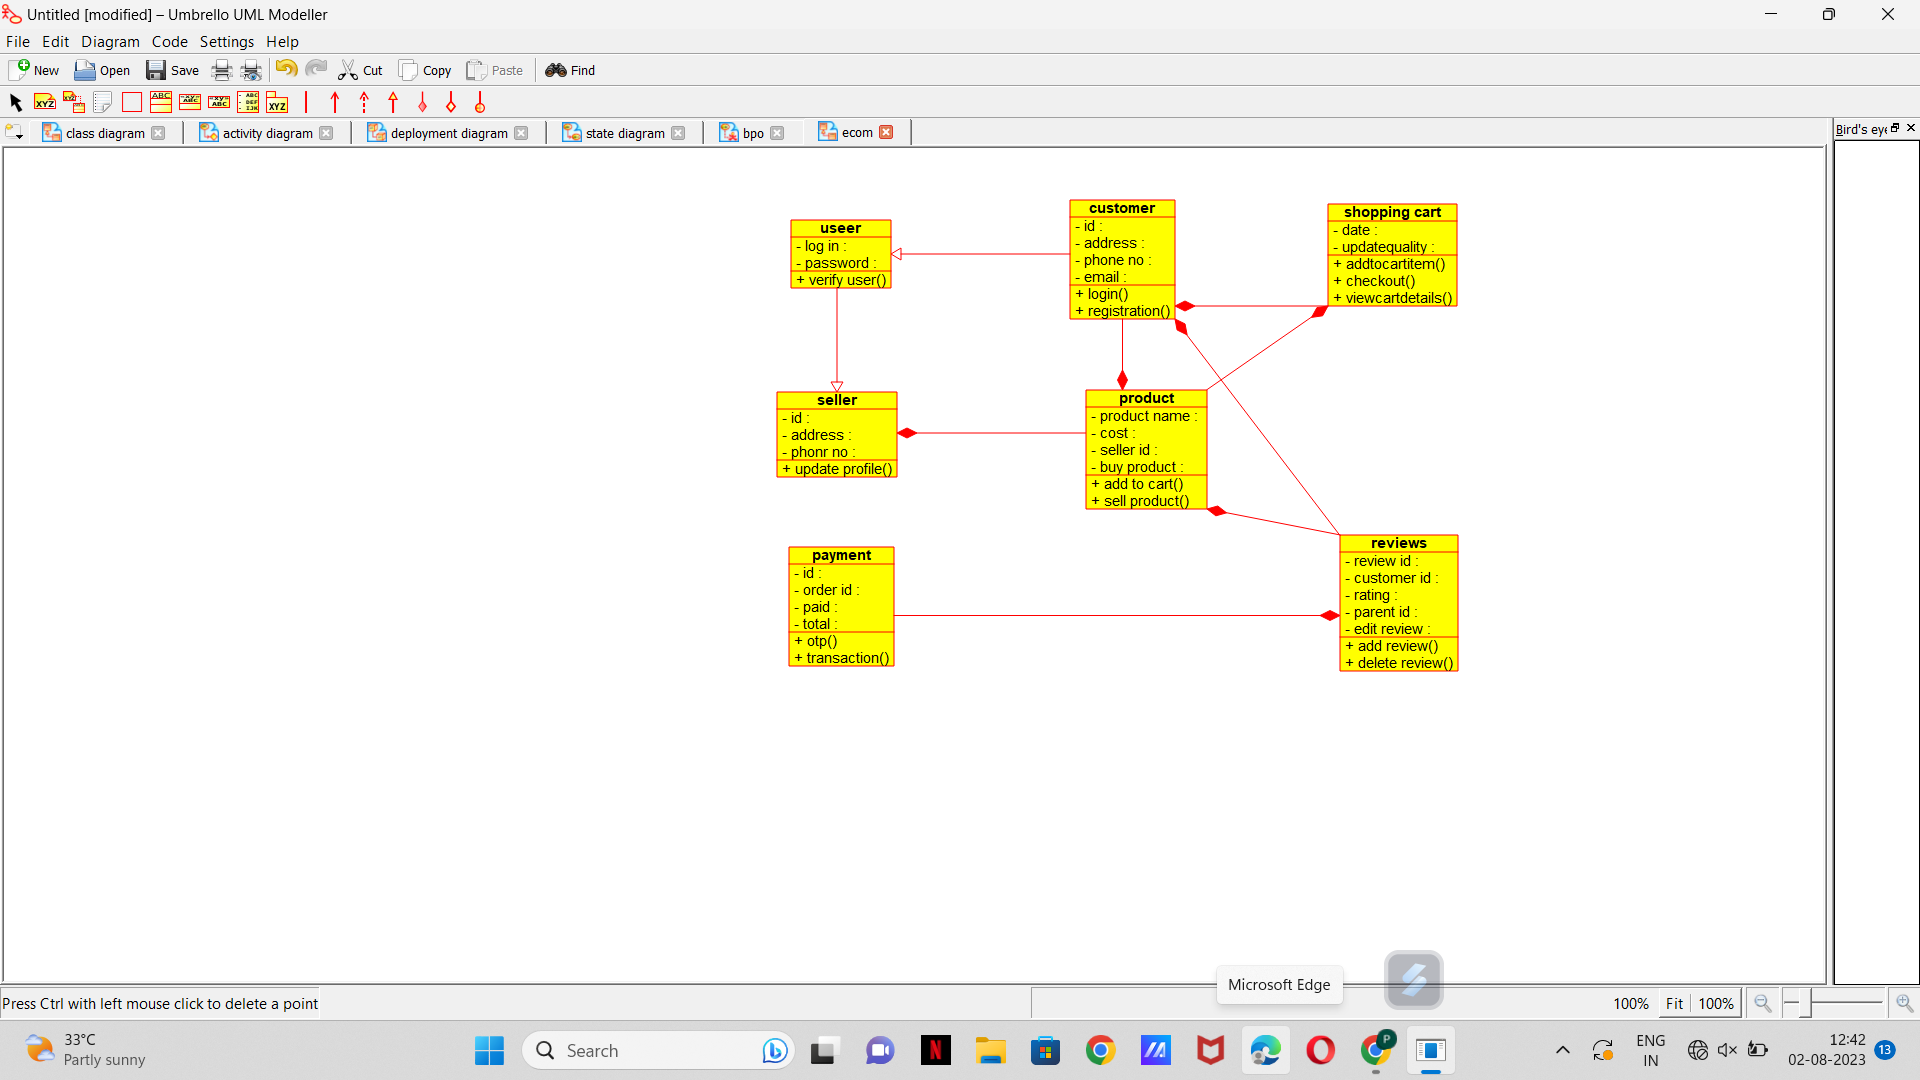 Untitled [modified] – Umbrello UML Modeller
File Edit Diagram Code Settings Help
New Open Save Cut Copy Paste Find
class diagram activity diagram deployment diagram state diagram bpo ecom
Bird's eye
useer
- log in :
- password :
+ verify user()
customer
- id :
- address :
- phone no :
- email :
+ login()
+ registration()
shopping cart
- date :
- updatequality :
+ addtocartitem()
+ checkout()
+ viewcartdetails()
seller
- id :
- address :
- phonr no :
+ update profile()
product
- product name :
- cost :
- seller id :
- buy product :
+ add to cart()
+ sell product()
payment
- id :
- order id :
- paid :
- total :
+ otp()
+ transaction()
reviews
- review id :
- customer id :
- rating :
- parent id :
- edit review :
+ add review()
+ delete review()
Microsoft Edge
Press Ctrl with left mouse click to delete a point
100% Fit 100%
33°C
Partly sunny
Search
ENG
IN
12:42
02-08-2023
13